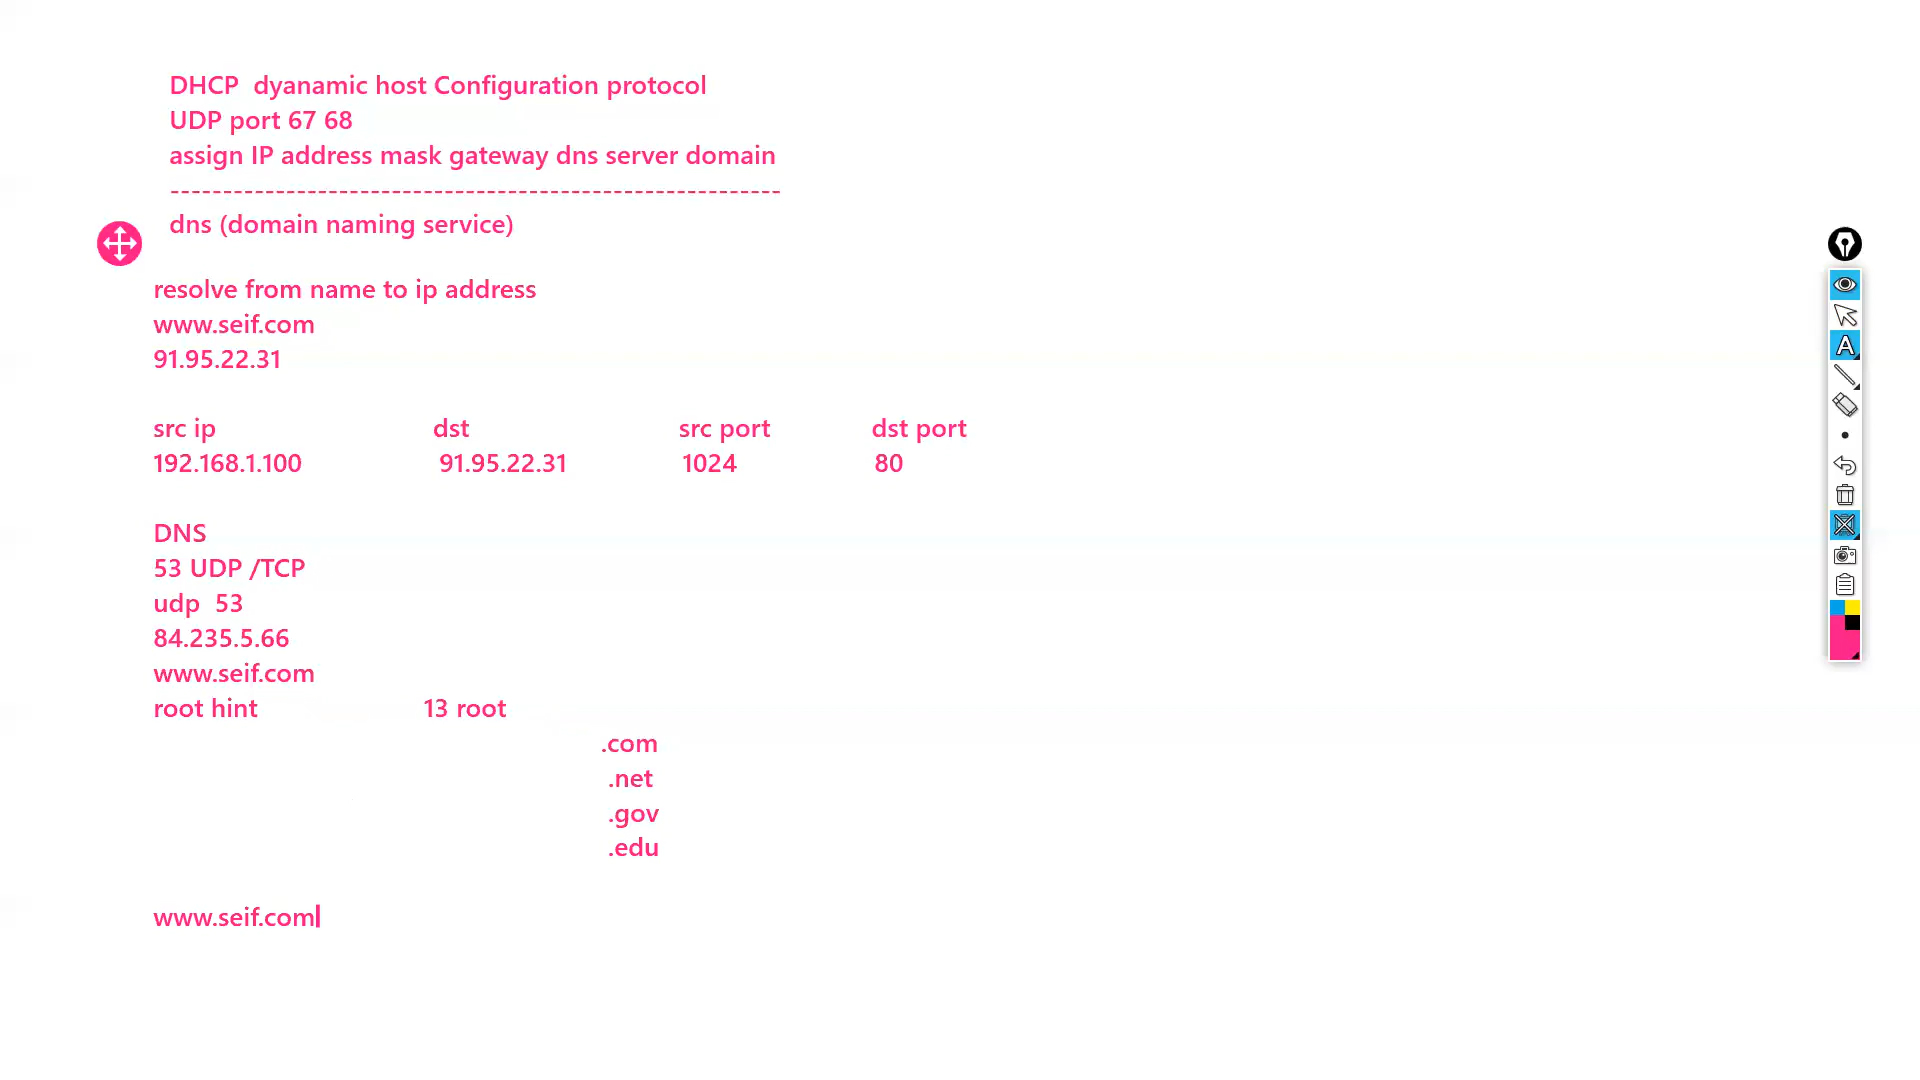 DHCP  dyanamic host Configuration protocol
UDP port 67 68
assign IP address mask gateway dns server domain
----------------------------------------------------------
dns (domain naming service)
resolve from name to ip address
www.seif.com
91.95.22.31
src ip dst src port dst port
192.168.1.100 91.95.22.31 1024 80
DNS
53 UDP /TCP
udp  53
84.235.5.66
www.seif.com
root hint 13 root
.com
.net
.gov
.edu
www.seif.com